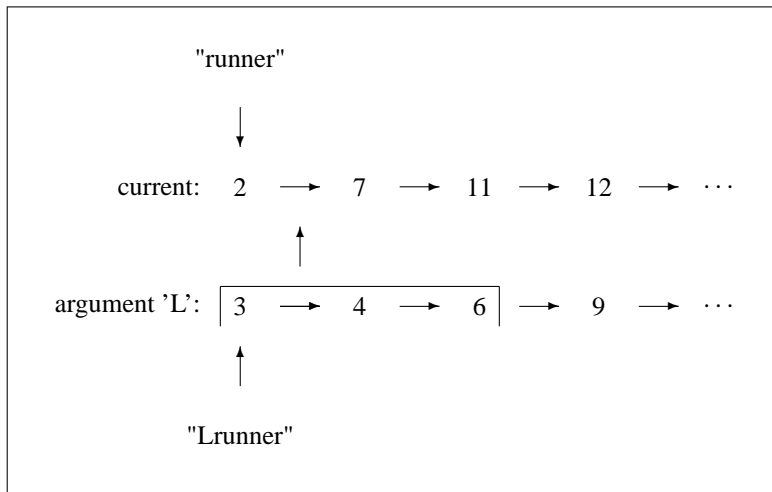 "runner"
current: 2 7 11 12 ···
argument 'L': 3 4 6 9 ···
"Lrunner"